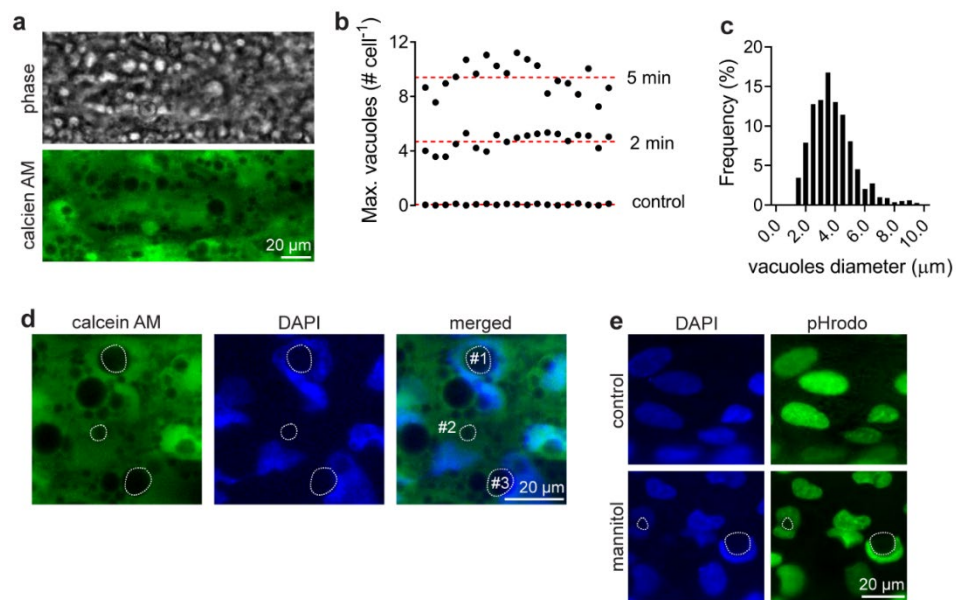 a
phase
calcien AM
20 µm
b
Max. vacuoles (# cell⁻¹)
12
8
4
0
5 min
2 min
control
c
Frequency (%)
20
15
10
5
0
0.0 2.0 4.0 6.0 8.0 10.0
vacuoles diameter (µm)
d
calcein AM DAPI merged
#1
#2
#3
20 µm
e
DAPI pHrodo
control
mannitol
20 µm